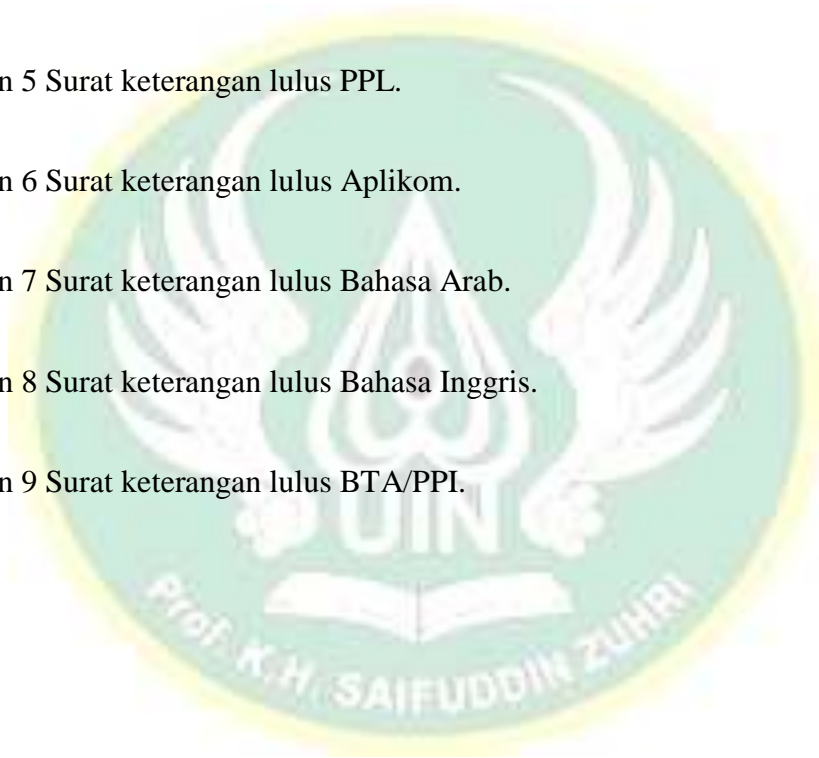 n 5 Surat keterangan lulus PPL.
n 6 Surat keterangan lulus Aplikom.
n 7 Surat keterangan lulus Bahasa Arab.
n 8 Surat keterangan lulus Bahasa Inggris.
n 9 Surat keterangan lulus BTA/PPI.
UIN
Prof. K.H. SAIFUDDIN ZUHRI